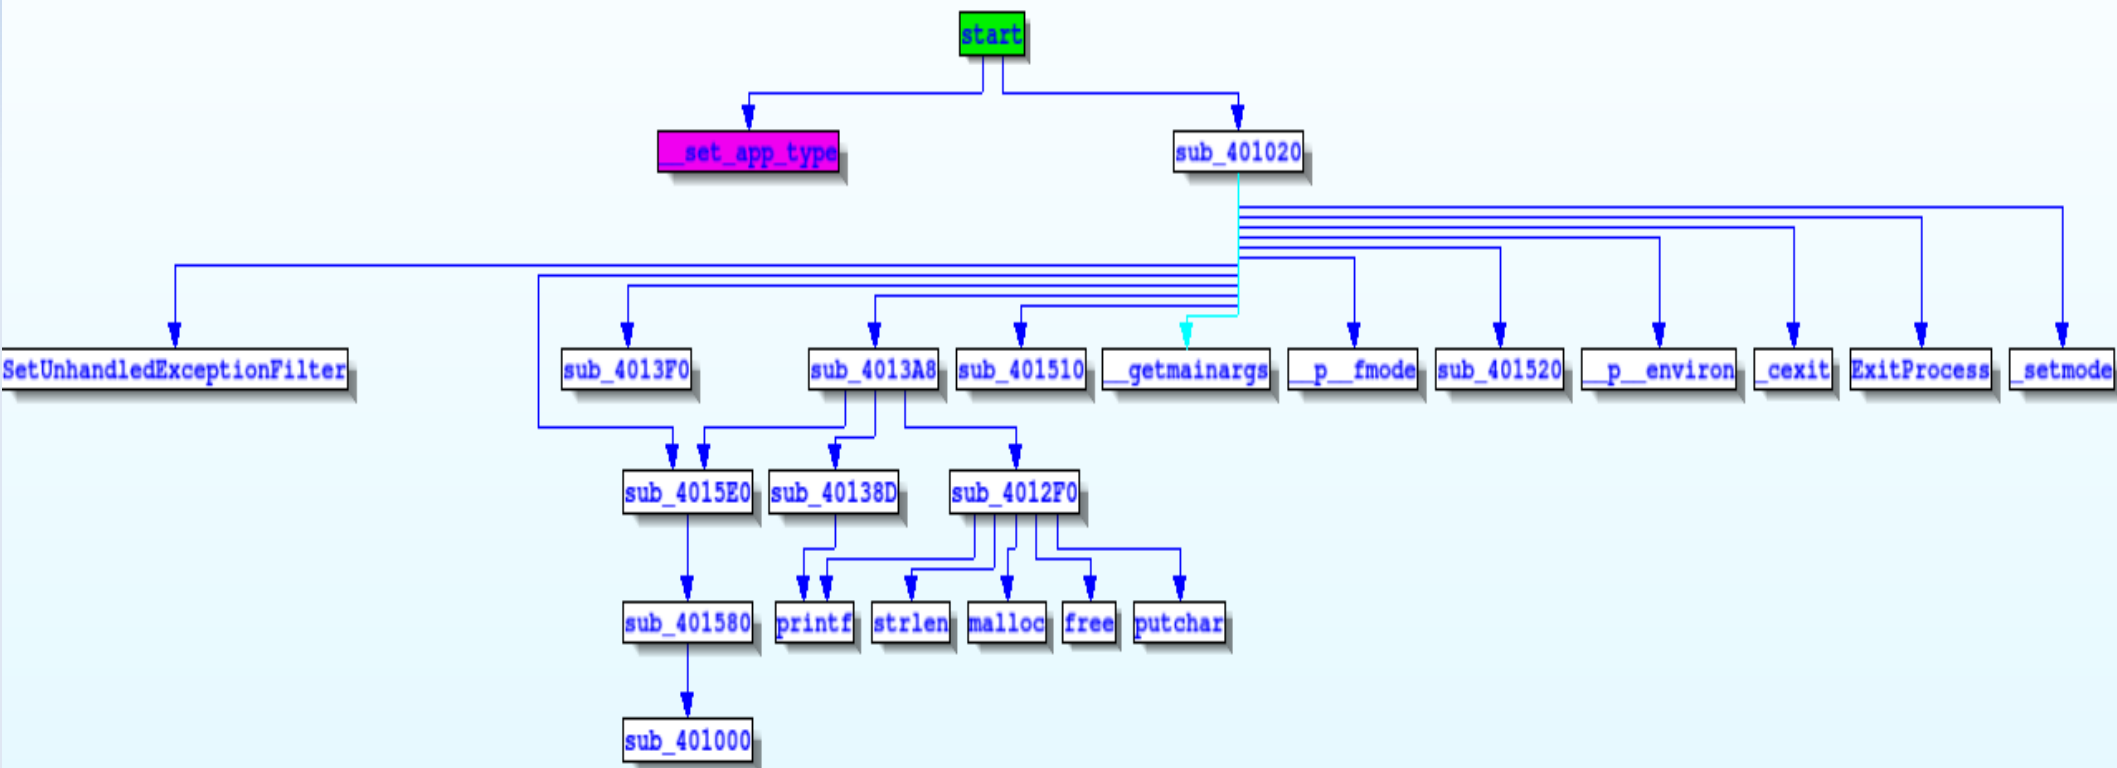 start
__set_app_type
sub_401020
SetUnhandledExceptionFilter
sub_4013F0
sub_4013A8
sub_401510
__getmainargs
__p__fmode
sub_401520
__p__environ
_cexit
ExitProcess
_setmode
sub_4015E0
sub_40138D
sub_4012F0
sub_401580
printf
strlen
malloc
free
putchar
sub_401000